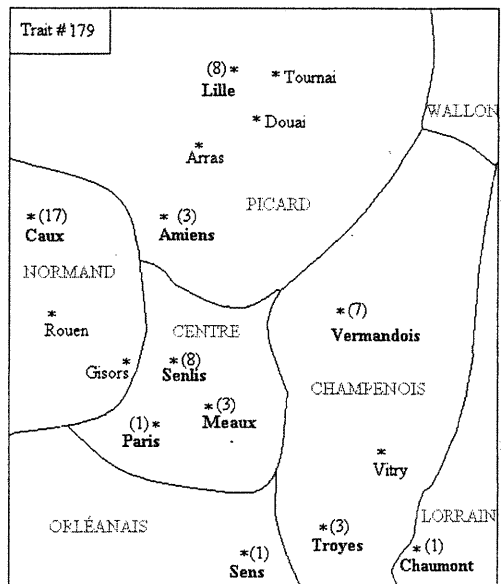 Trait # 179
(8) * * Tournai
Lille
* Douai
WALLON
*
Arras
PICARD
* (17)
Caux
* (3)
Amiens
NORMAND
*
Rouen
CENTRE
* (7)
Vermandois
Gisors *
* (8)
Senlis
CHAMPENOIS
* (3)
Meaux
(1) *
Paris
*
Vitry
ORLÉANAIS
LORRAIN
* (3)
Troyes
* (1)
Sens
* (1)
Chaumont